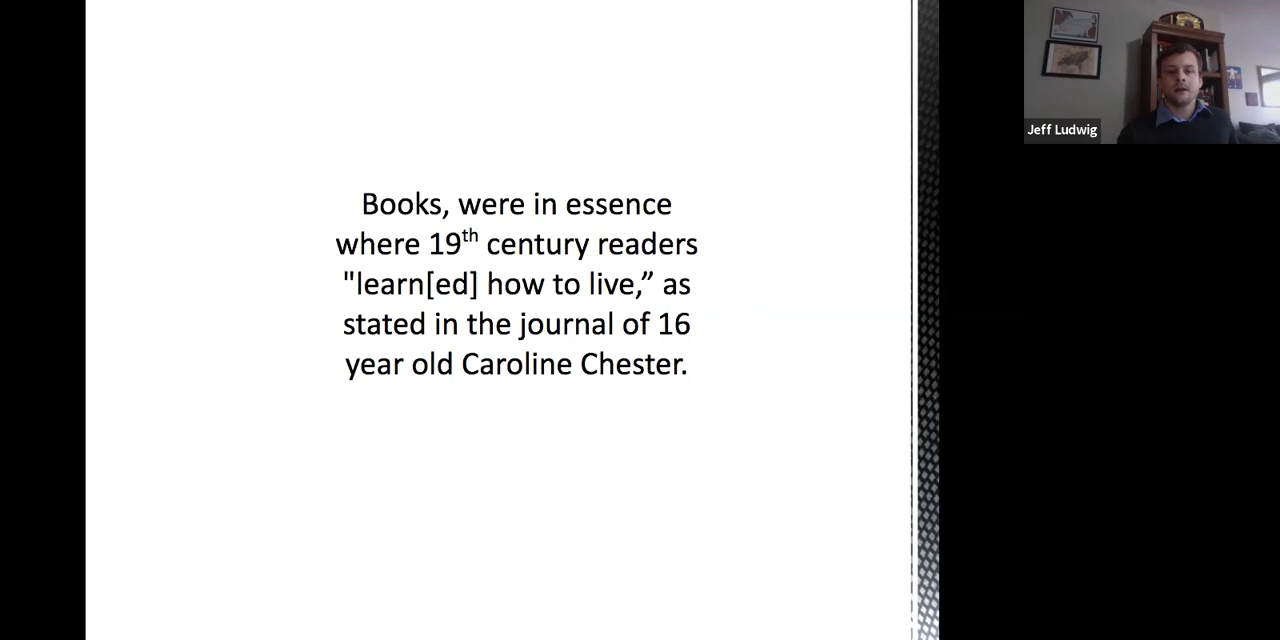 Books, were in essence
where 19th century readers
"learn[ed] how to live,” as
stated in the journal of 16
year old Caroline Chester.
Jeff Ludwig